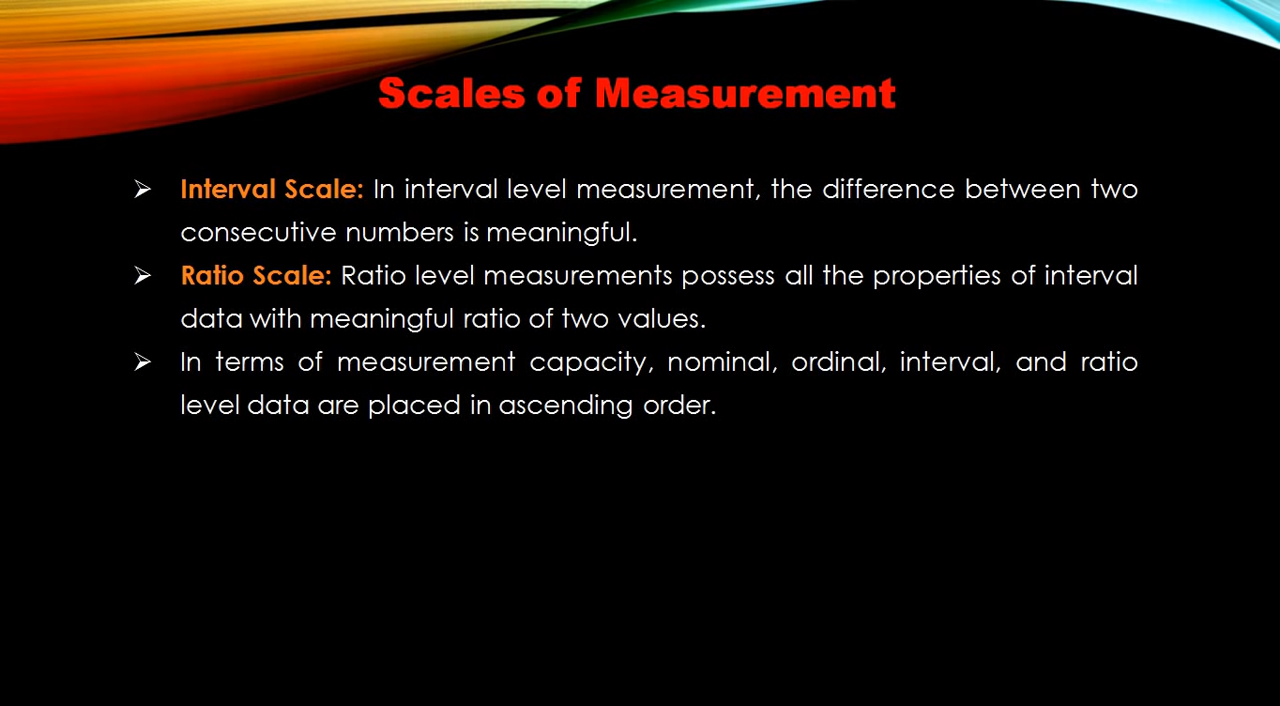 Scales of Measurement
➢ Interval Scale: In interval level measurement, the difference between two
consecutive numbers is meaningful.
➢ Ratio Scale: Ratio level measurements possess all the properties of interval
data with meaningful ratio of two values.
➢ In terms of measurement capacity, nominal, ordinal, interval, and ratio
level data are placed in ascending order.